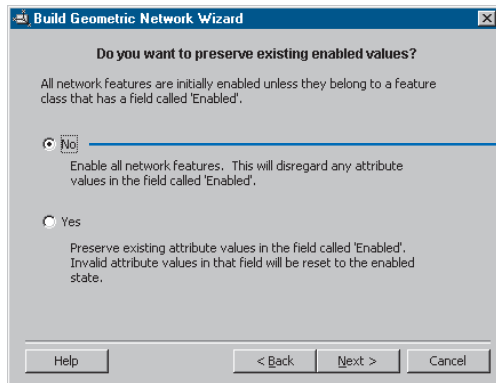 Build Geometric Network Wizard
Do you want to preserve existing enabled values?
All network features are initially enabled unless they belong to a feature
class that has a field called 'Enabled'.
No
Enable all network features. This will disregard any attribute
values in the field called 'Enabled'.
Yes
Preserve existing attribute values in the field called 'Enabled'.
Invalid attribute values in that field will be reset to the enabled
state.
Help
< Back
Next >
Cancel